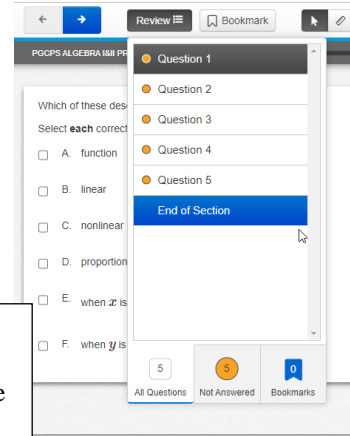 Review
Bookmark
PGCPS ALGEBRA I&II PR
Which of these des
Select each correct
A. function
B. linear
C. nonlinear
D. proportion
E. when x is
F. when y is
Question 1
Question 2
Question 3
Question 4
Question 5
End of Section
5 5 0
All Questions Not Answered Bookmarks
e